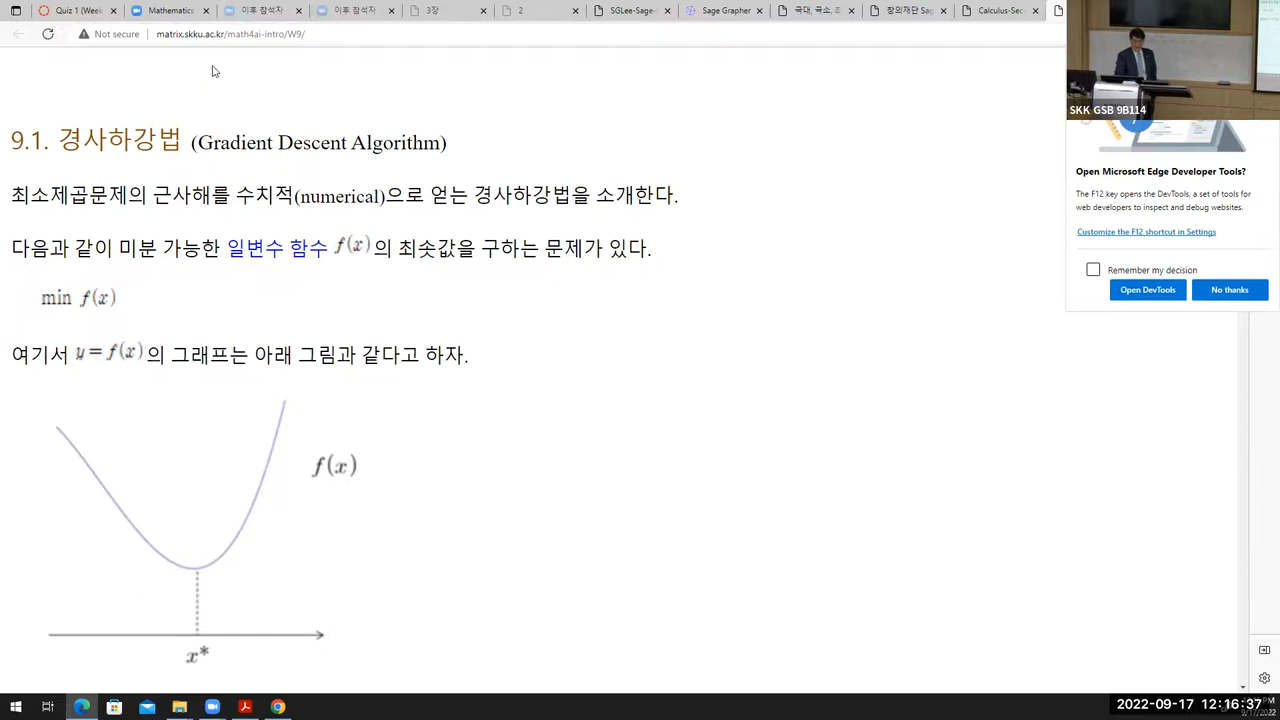 Quiz 1 (Week
Mathematics
이후 참석자
이후 참석자
3장
2
SGLee-Sage-
Sage Grapher
극대, 극소, 최
창의재단 Sag
Calculus-Sec
Not secure
matrix.skku.ac.kr/math4ai-intro/W9/
SKK GSB 9B114
9.1. 경사하강법 (Gradient Descent Algorithm)
최소제곱문제의 근사해를 수치적(numerical)으로 얻는 경사하강법을 소개한다.
다음과 같이 미분 가능한 일변수 함수 f(x)의 최솟값을 구하는 문제가 있다.
min f(x)
여기서 y = f(x)의 그래프는 아래 그림과 같다고 하자.
f(x)
x*
Open Microsoft Edge Developer Tools?
The F12 key opens the DevTools, a set of tools for
web developers to inspect and debug websites.
Customize the F12 shortcut in Settings
Remember my decision
Open DevTools
No thanks
2022-09-17 12:16:37